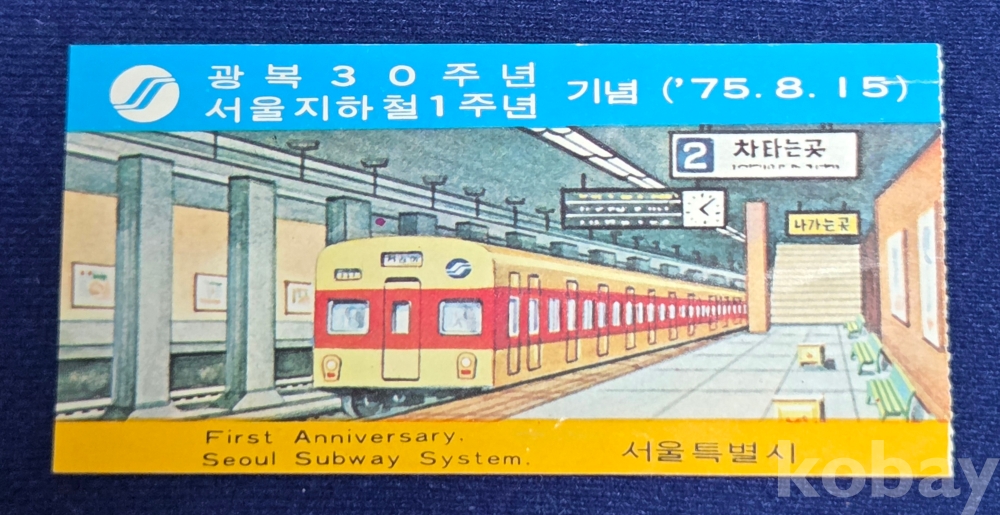 광복 30주년
서울지하철1주년
기념 ('75. 8. 15)
2 차타는곳
나가는곳
First Anniversary.
Seoul Subway System.
서울특별시
kobay